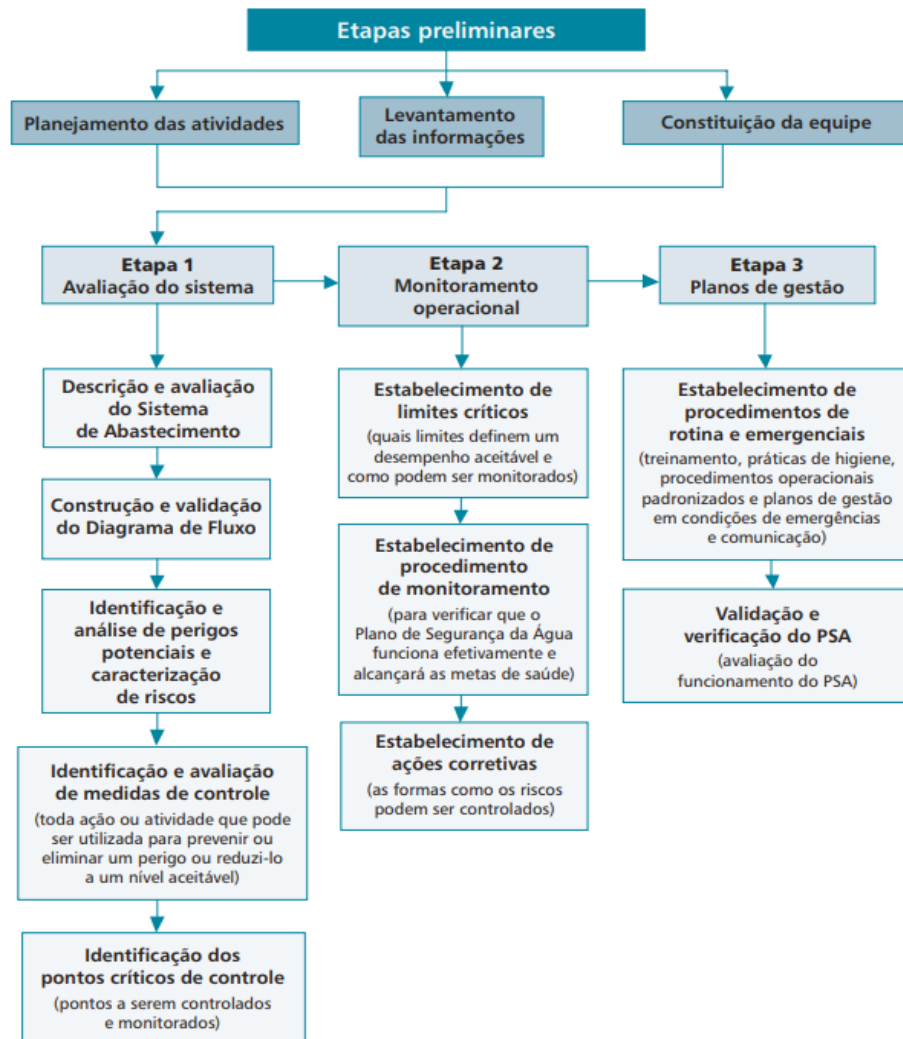 Etapas preliminares
Planejamento das atividades
Levantamento
das informações
Constituição da equipe
Etapa 1
Avaliação do sistema
Etapa 2
Monitoramento
operacional
Etapa 3
Planos de gestão
Descrição e avaliação
do Sistema
de Abastecimento
Construção e validação
do Diagrama de Fluxo
Identificação e
análise de perigos
potenciais e
caracterização
de riscos
Identificação e avaliação
de medidas de controle
(toda ação ou atividade que pode
ser utilizada para prevenir ou
eliminar um perigo ou reduzi-lo
a um nível aceitável)
Identificação dos
pontos críticos de controle
(pontos a serem controlados
e monitorados)
Estabelecimento de
limites críticos
(quais limites definem um
desempenho aceitável e
como podem ser monitorados)
Estabelecimento de
procedimento
de monitoramento
(para verificar que o
Plano de Segurança da Água
funciona efetivamente e
alcançará as metas de saúde)
Estabelecimento de
ações corretivas
(as formas como os riscos
podem ser controlados)
Estabelecimento de
procedimentos de
rotina e emergenciais
(treinamento, práticas de higiene,
procedimentos operacionais
padronizados e planos de gestão
em condições de emergências
e comunicação)
Validação e
verificação do PSA
(avaliação do
funcionamento do PSA)